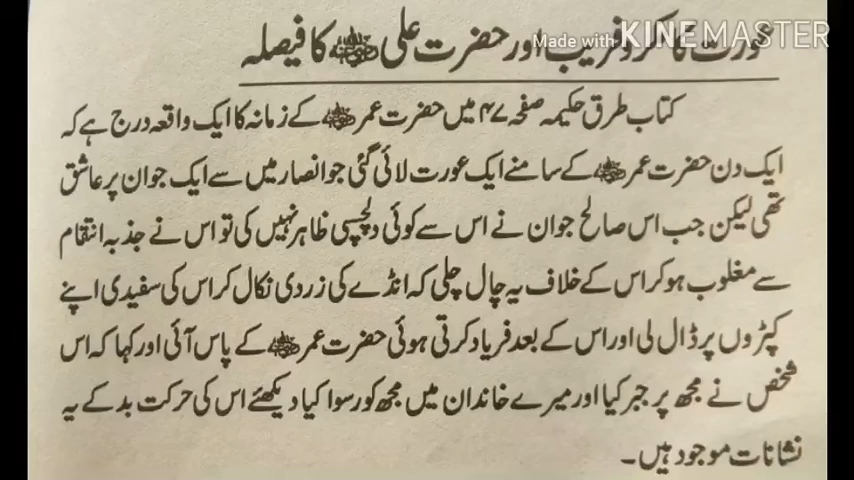 عورت کا مکر و فریب اور حضرت علیؓ کا فیصلہ
Made with KINEMASTER
کتاب طرق حکیمہ صفحہ ۴۷ میں حضرت عمرؓ کے زمانہ کا ایک واقعہ درج ہے کہ
ایک دن حضرت عمرؓ کے سامنے ایک عورت لائی گئی جو انصار میں سے ایک جوان پر عاشق
تھی لیکن جب اس صالح جوان نے اس سے کوئی دلچسپی ظاہر نہیں کی تو اس نے جذبہ انتقام
سے مغلوب ہو کر اس کے خلاف یہ چال چلی کہ انڈے کی زردی نکال کر اس کی سفیدی اپنے
کپڑوں پر ڈال لی اور اس کے بعد فریاد کرتی ہوئی حضرت عمرؓ کے پاس آئی اور کہا کہ اس
شخص نے مجھ پر جبر کیا اور میرے خاندان میں مجھ کو رسوا کیا دیکھئے اس کی حرکت بد کے یہ
نشانات موجود ہیں۔